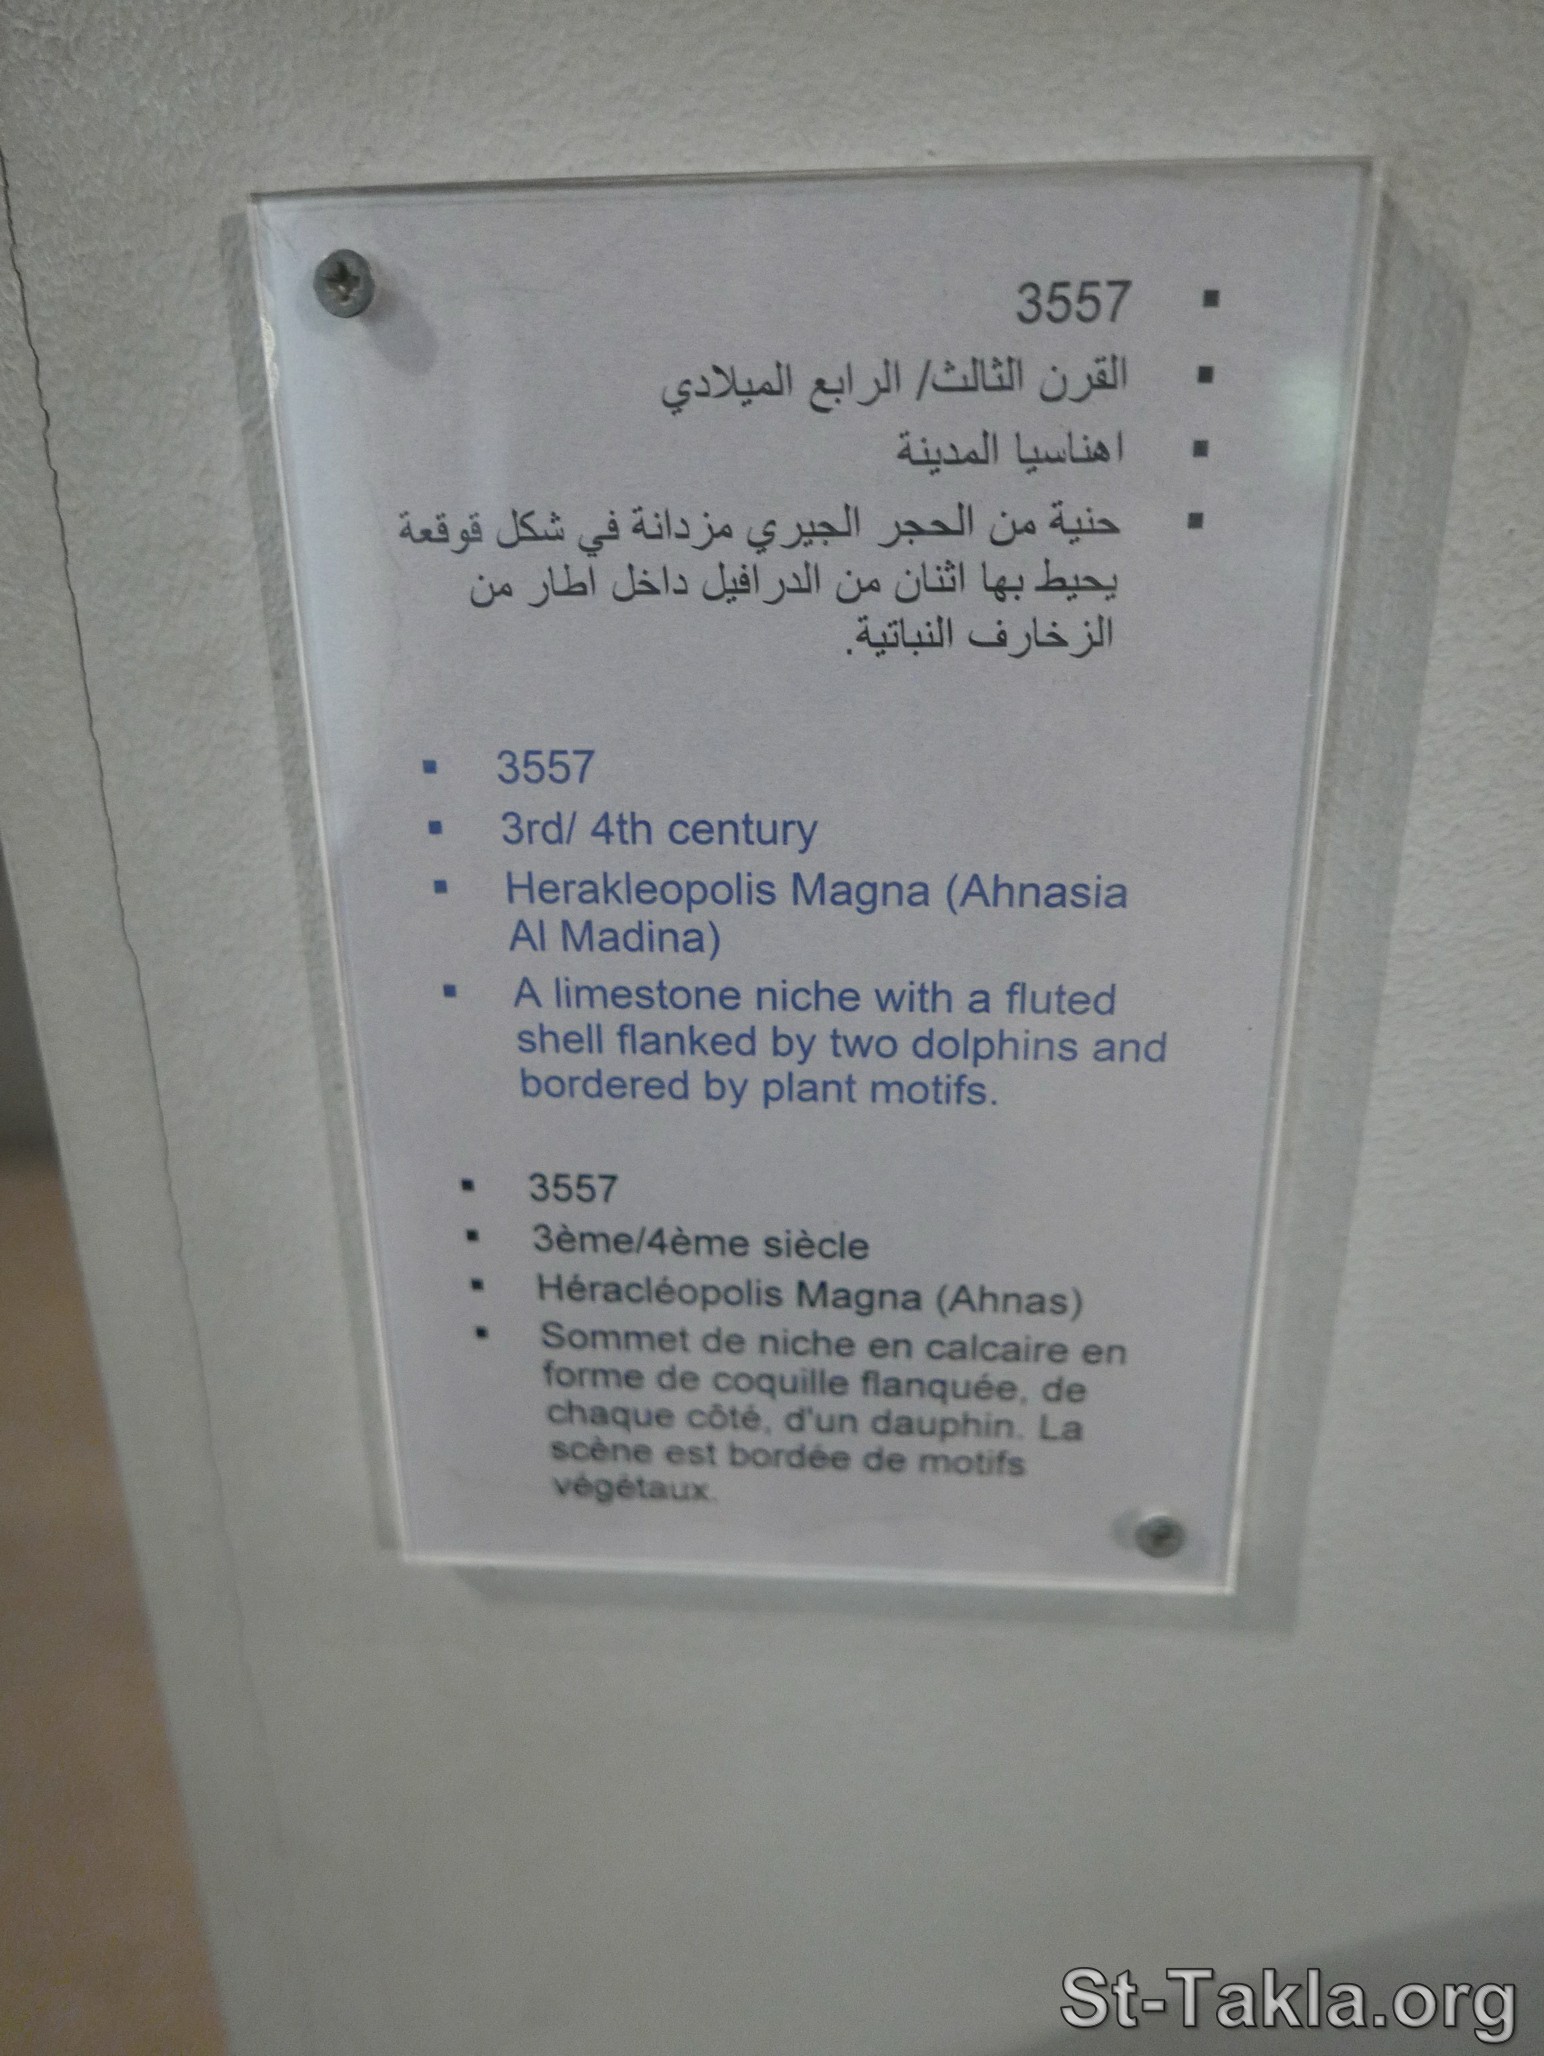 3557
القرن الثالث/ الرابع الميلادي
اهناسيا المدينة
حنية من الحجر الجيري مزدانة في شكل قوقعة
يحيط بها اثنان من الدرافيل داخل اطار من
الزخارف النباتية.
3557
3rd/ 4th century
Herakleopolis Magna (Ahnasia
Al Madina)
A limestone niche with a fluted
shell flanked by two dolphins and
bordered by plant motifs.
3557
3ème/4ème siècle
Héracléopolis Magna (Ahnas)
Sommet de niche en calcaire en
forme de coquille flanquée, de
chaque côté, d'un dauphin. La
scène est bordée de motifs
végétaux.
St-Takla.org